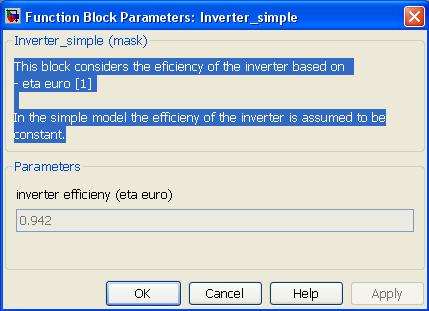 Function Block Parameters: Inverter_simple
Inverter_simple (mask)
This block considers the eficiency of the inverter based on
- eta euro [1]
In the simple model the efficieny of the inverter is assumed to be
constant.
Parameters
inverter efficieny (eta euro)
0.942
OK Cancel Help Apply